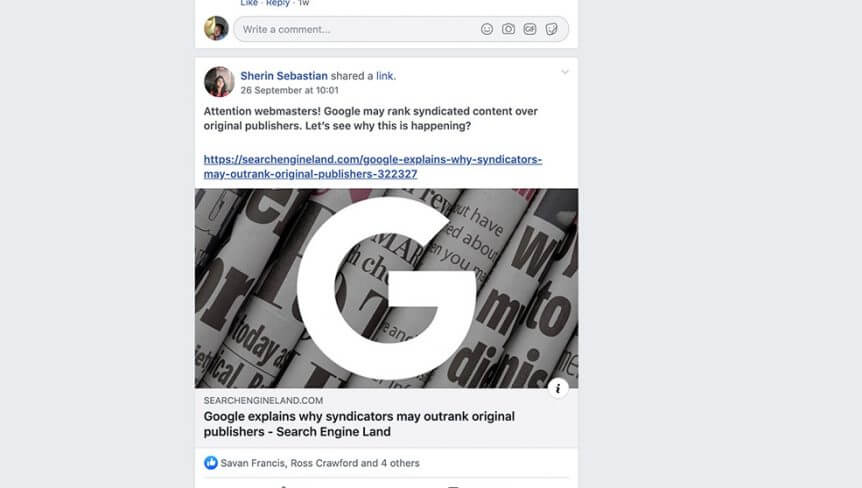 Like · Reply · 1w
Write a comment...
GIF
Sherin Sebastian shared a link.
26 September at 10:01
Attention webmasters! Google may rank syndicated content over
original publishers. Let's see why this is happening?
https://searchengineland.com/google-explains-why-syndicators-
may-outrank-original-publishers-322327
G
today as
SEARCHENGINELAND.COM
Google explains why syndicators may outrank original
publishers - Search Engine Land
Savan Francis, Ross Crawford and 4 others